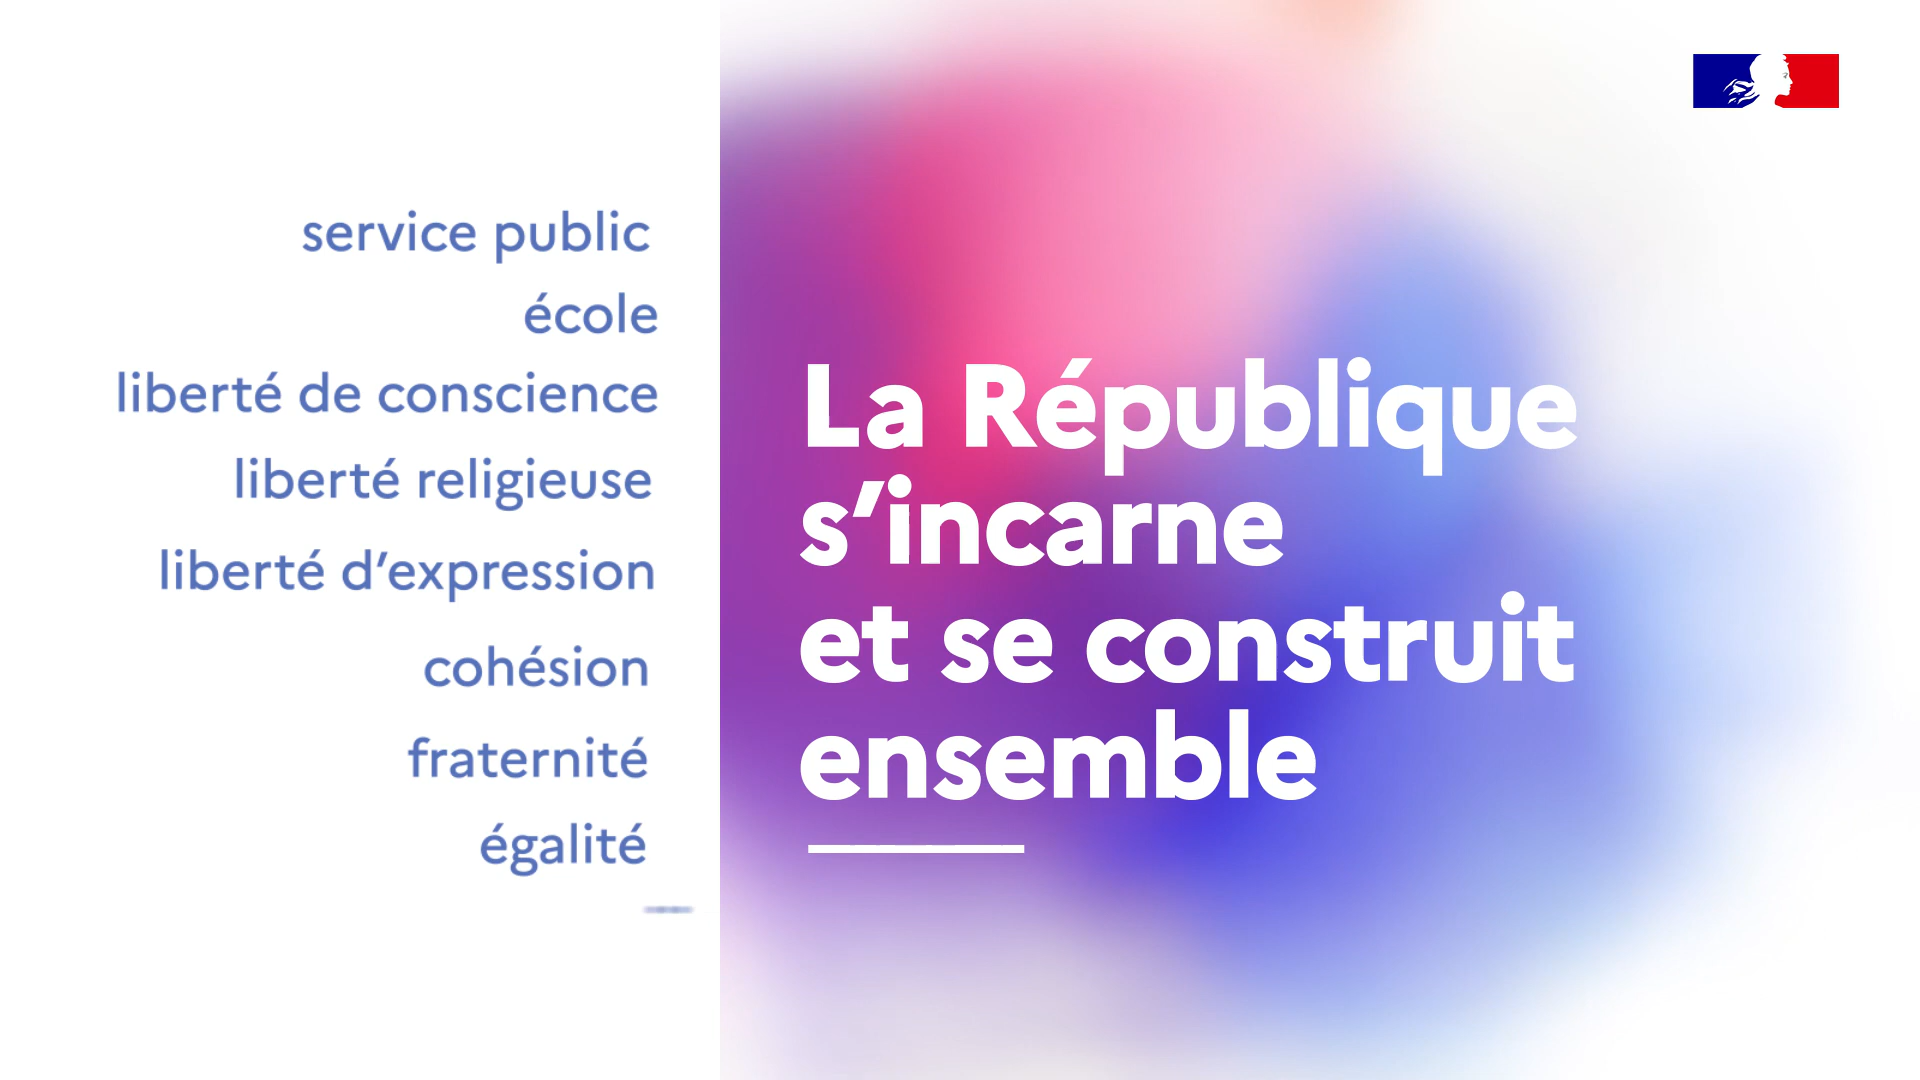 service public
école
liberté de conscience
liberté religieuse
liberté d’expression
cohésion
fraternité
égalité
La République
s’incarne
et se construit
ensemble